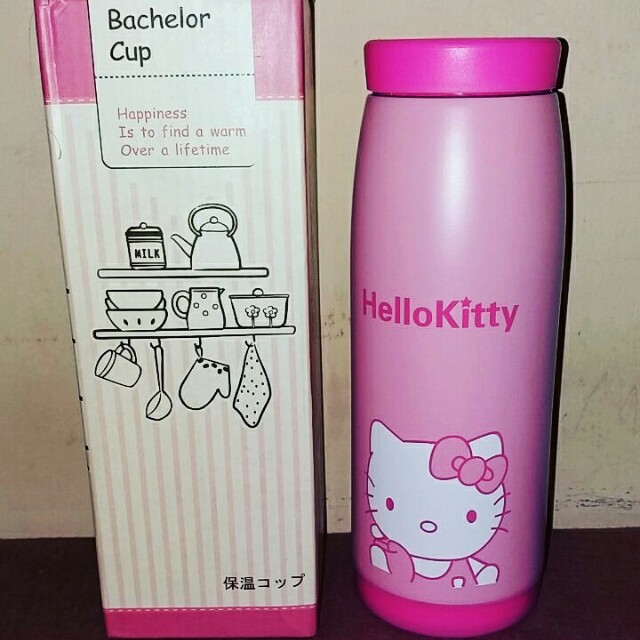 Bachelor
Cup
Happiness
Is to find a warm
Over a lifetime
MILK
保温コップ
HelloKitty